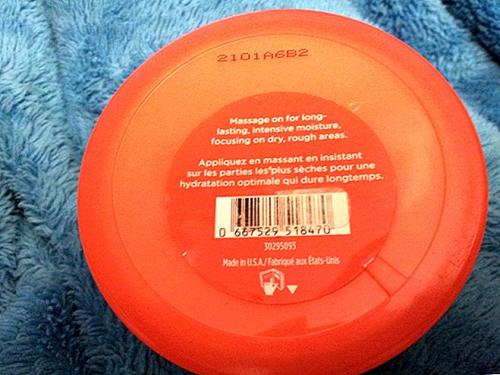 2101A6B2
Massage on for long-
lasting, intensive moisture,
focusing on dry, rough areas.
Appliquez en massant en insistant
sur les parties les plus sèches pour une
hydratation optimale qui dure longtemps.
0 667529 518470
30295093
Made in U.S.A./ Fabriqué aux États-Unis